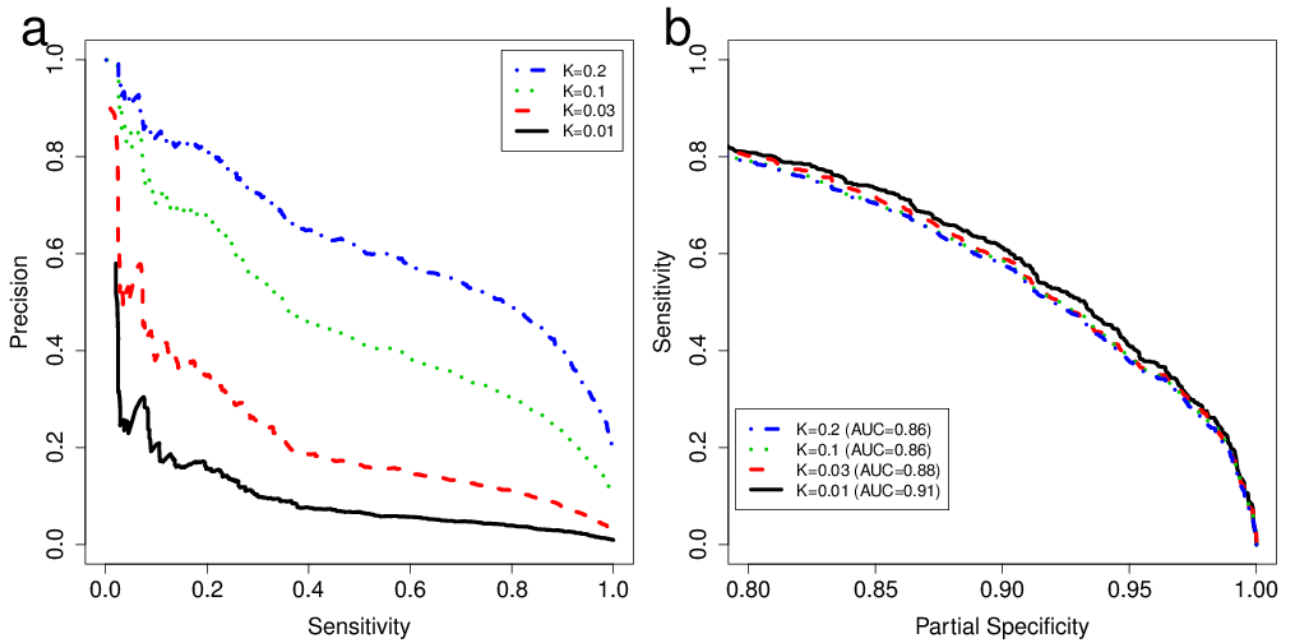 a
Precision
1.0
0.8
0.6
0.4
0.2
0.0
K=0.2
K=0.1
K=0.03
K=0.01
0.0 0.2 0.4 0.6 0.8 1.0
Sensitivity
b
Sensitivity
1.0
0.8
0.6
0.4
0.2
0.0
K=0.2 (AUC=0.86)
K=0.1 (AUC=0.86)
K=0.03 (AUC=0.88)
K=0.01 (AUC=0.91)
0.80 0.85 0.90 0.95 1.00
Partial Specificity